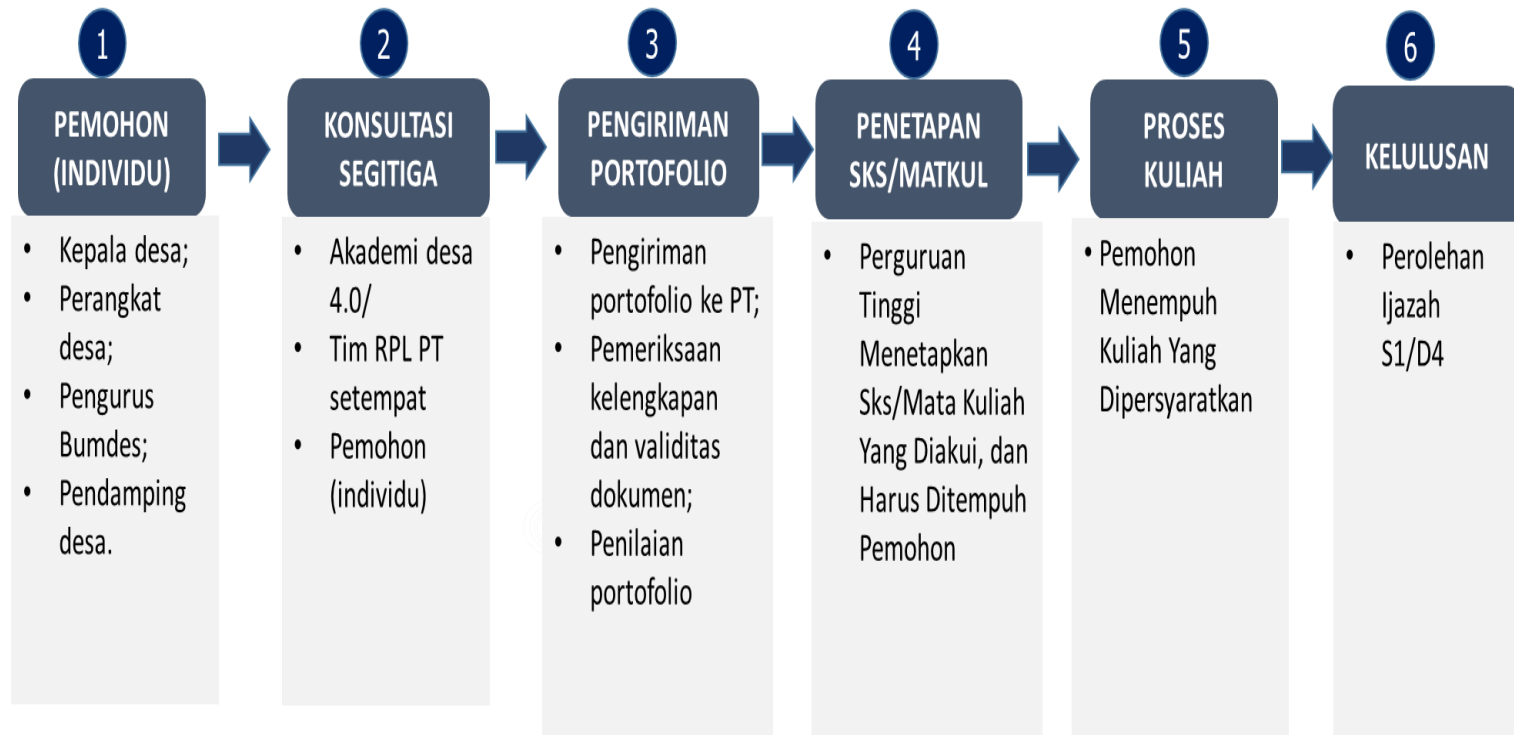 1
PEMOHON
(INDIVIDU)
• Kepala desa;
• Perangkat
desa;
• Pengurus
Bumdes;
• Pendamping
desa.
2
KONSULTASI
SEGITIGA
• Akademi desa
4.0/
• Tim RPL PT
setempat
• Pemohon
(individu)
3
PENGIRIMAN
PORTOFOLIO
• Pengiriman
portofolio ke PT;
• Pemeriksaan
kelengkapan
dan validitas
dokumen;
• Penilaian
portofolio
4
PENETAPAN
SKS/MATKUL
• Perguruan
Tinggi
Menetapkan
Sks/Mata Kuliah
Yang Diakui, dan
Harus Ditempuh
Pemohon
5
PROSES
KULIAH
• Pemohon
Menempuh
Kuliah Yang
Dipersyaratkan
6
KELULUSAN
• Perolehan
Ijazah
S1/D4